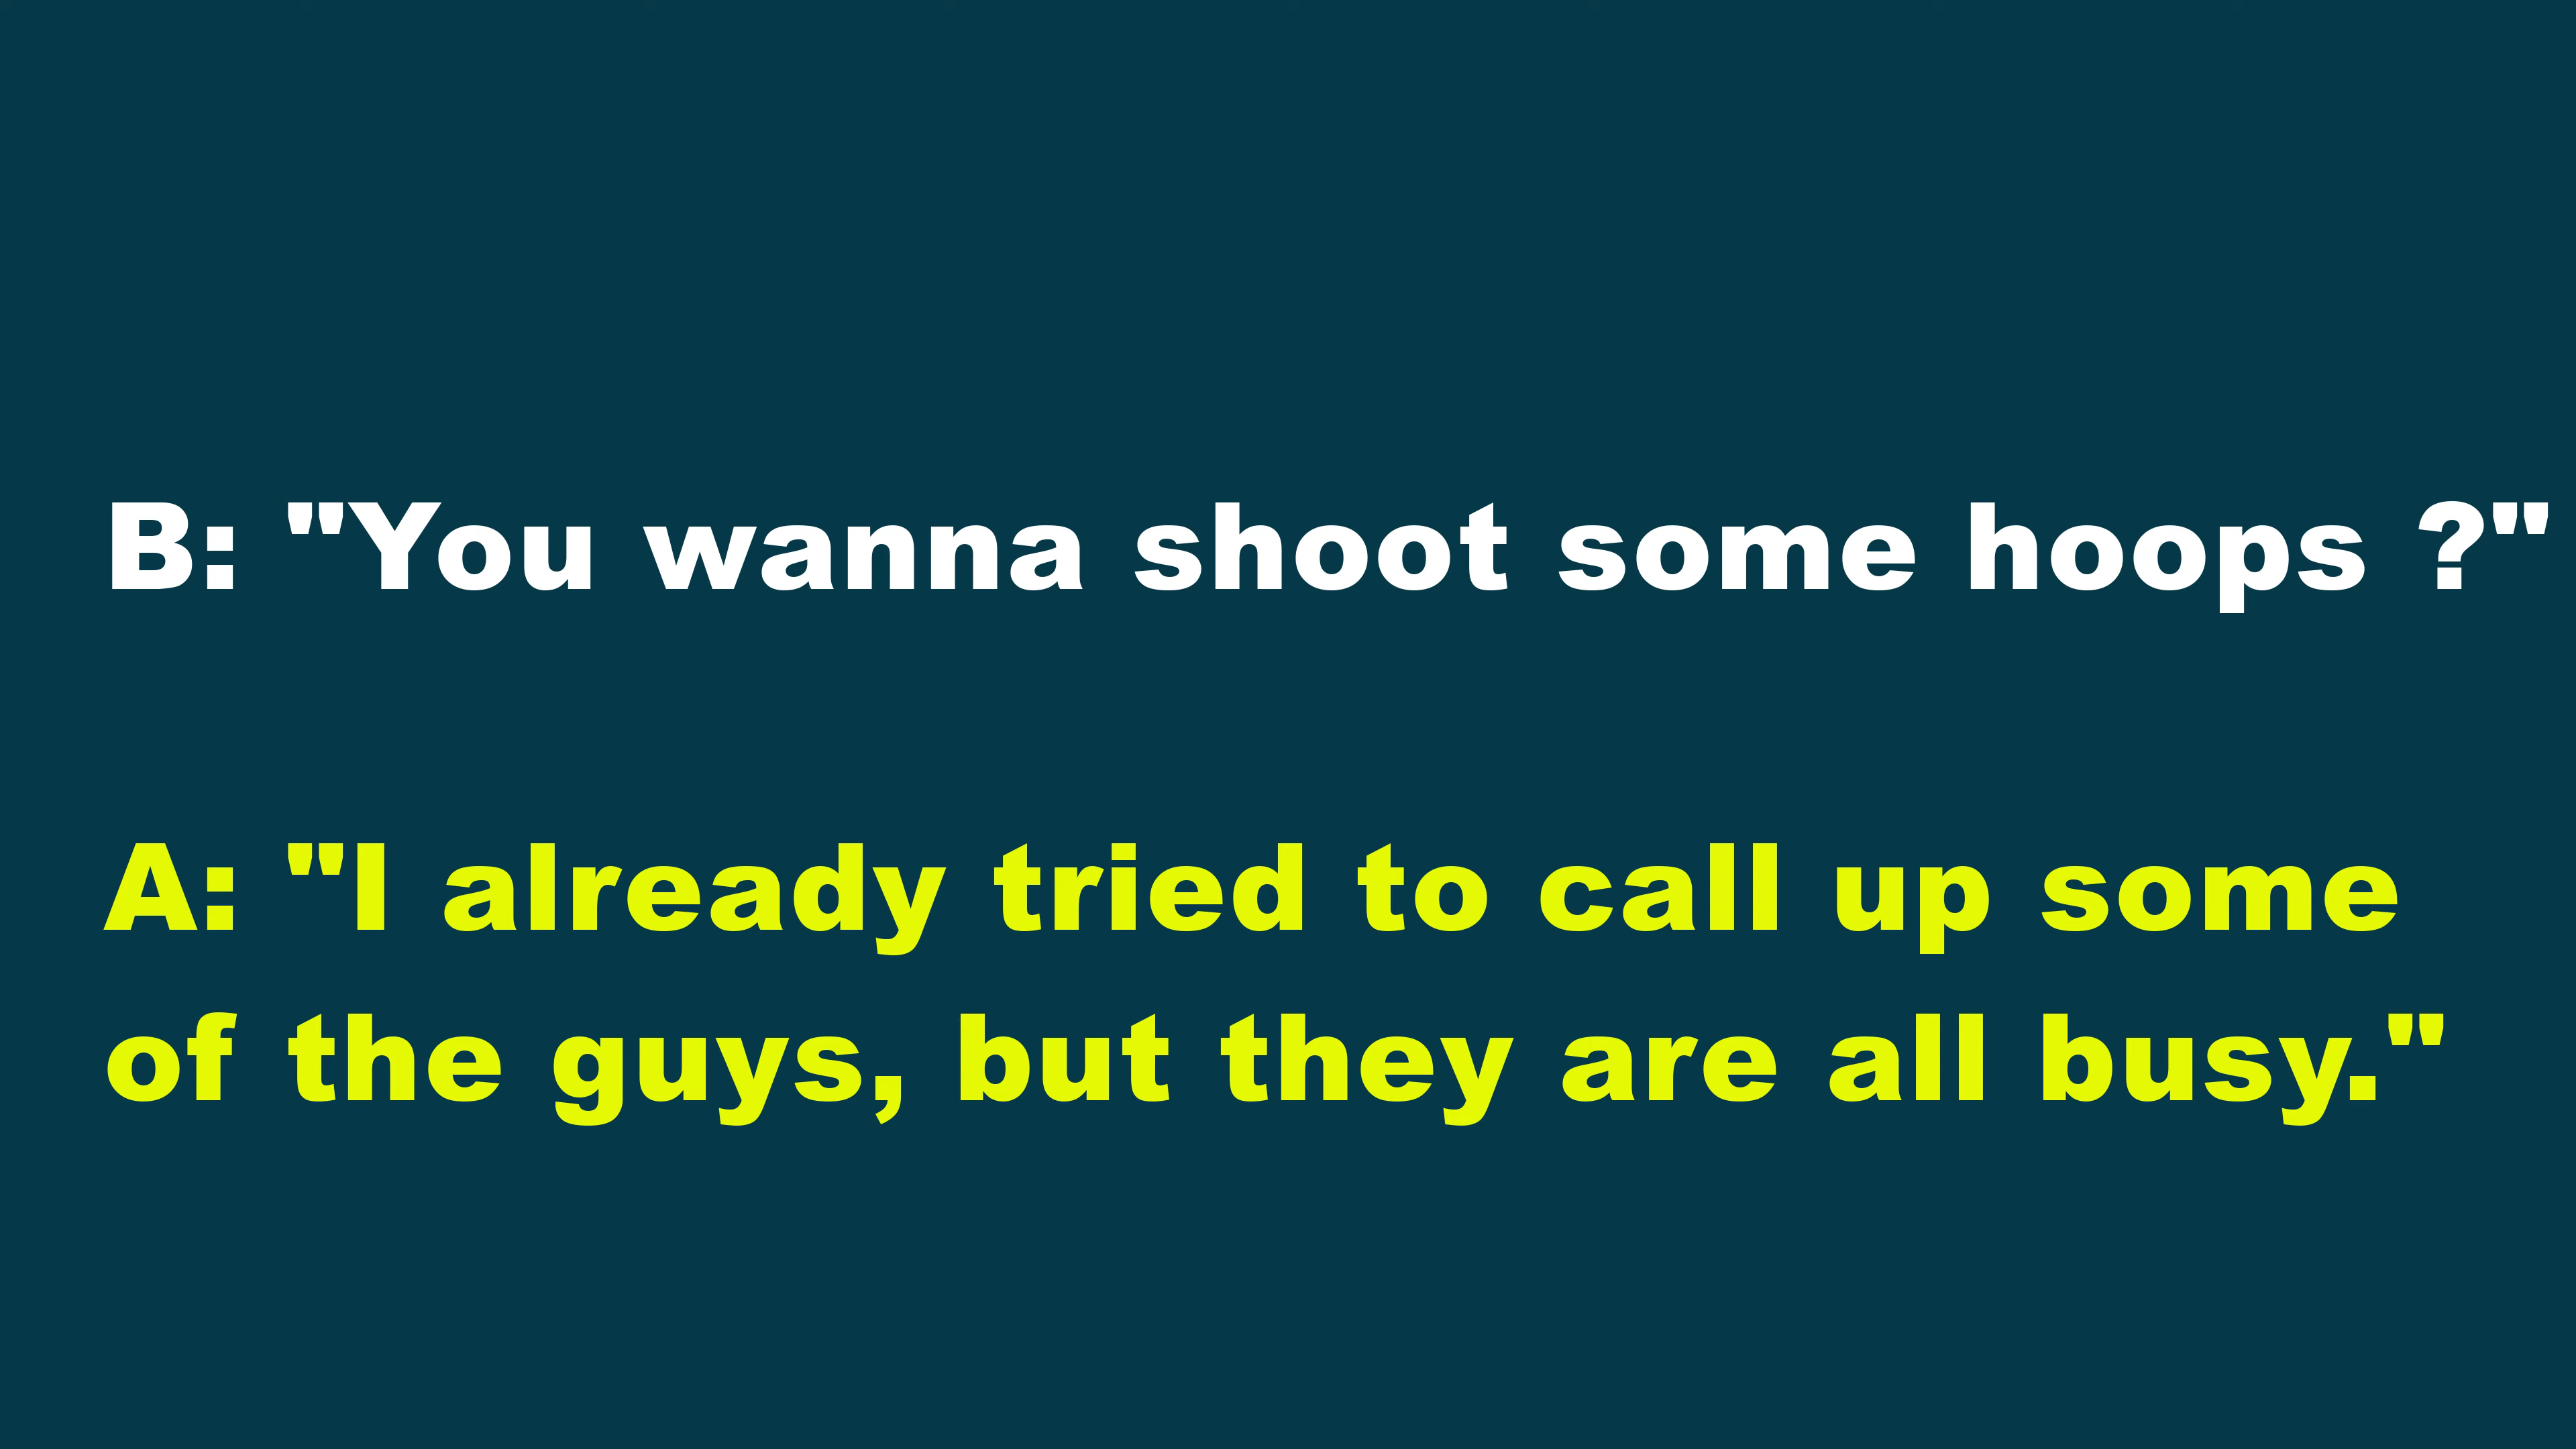 B: "You wanna shoot some hoops ?"
A: "I already tried to call up some
of the guys, but they are all busy."